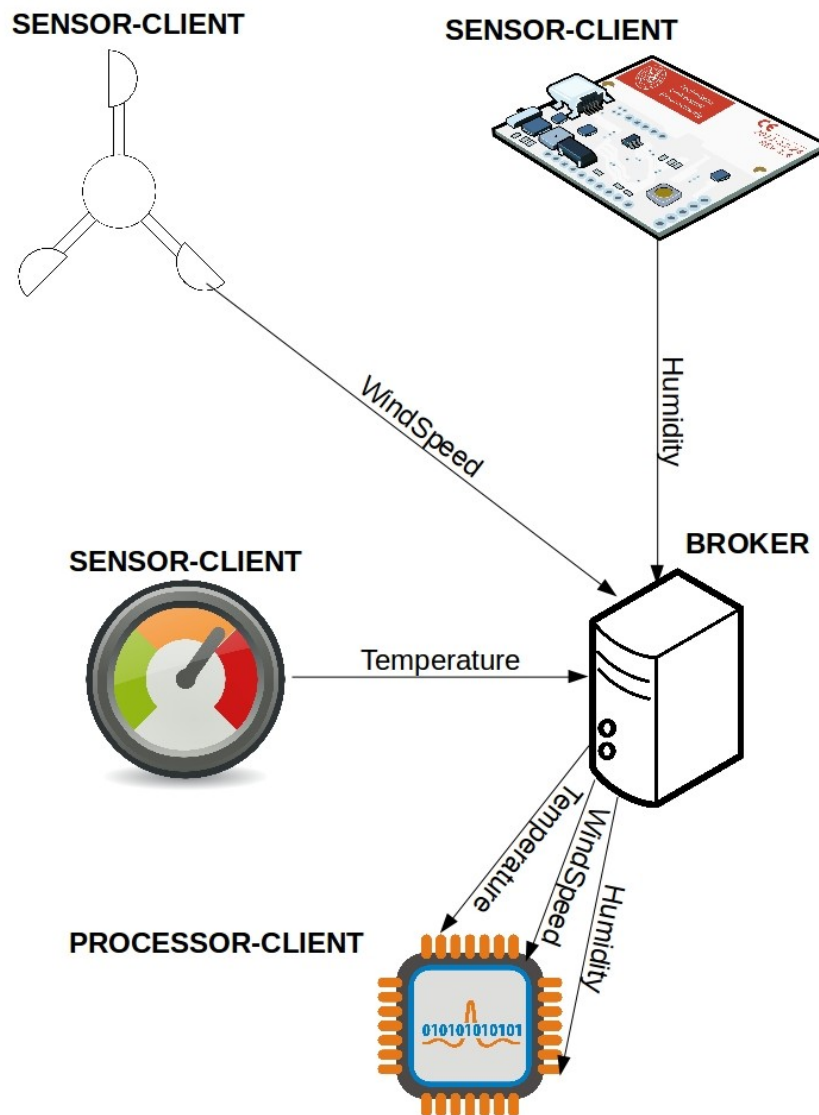 SENSOR-CLIENT
SENSOR-CLIENT
WindSpeed
Humidity
SENSOR-CLIENT
BROKER
Temperature
Temperature
WindSpeed
Humidity
PROCESSOR-CLIENT
010101010101